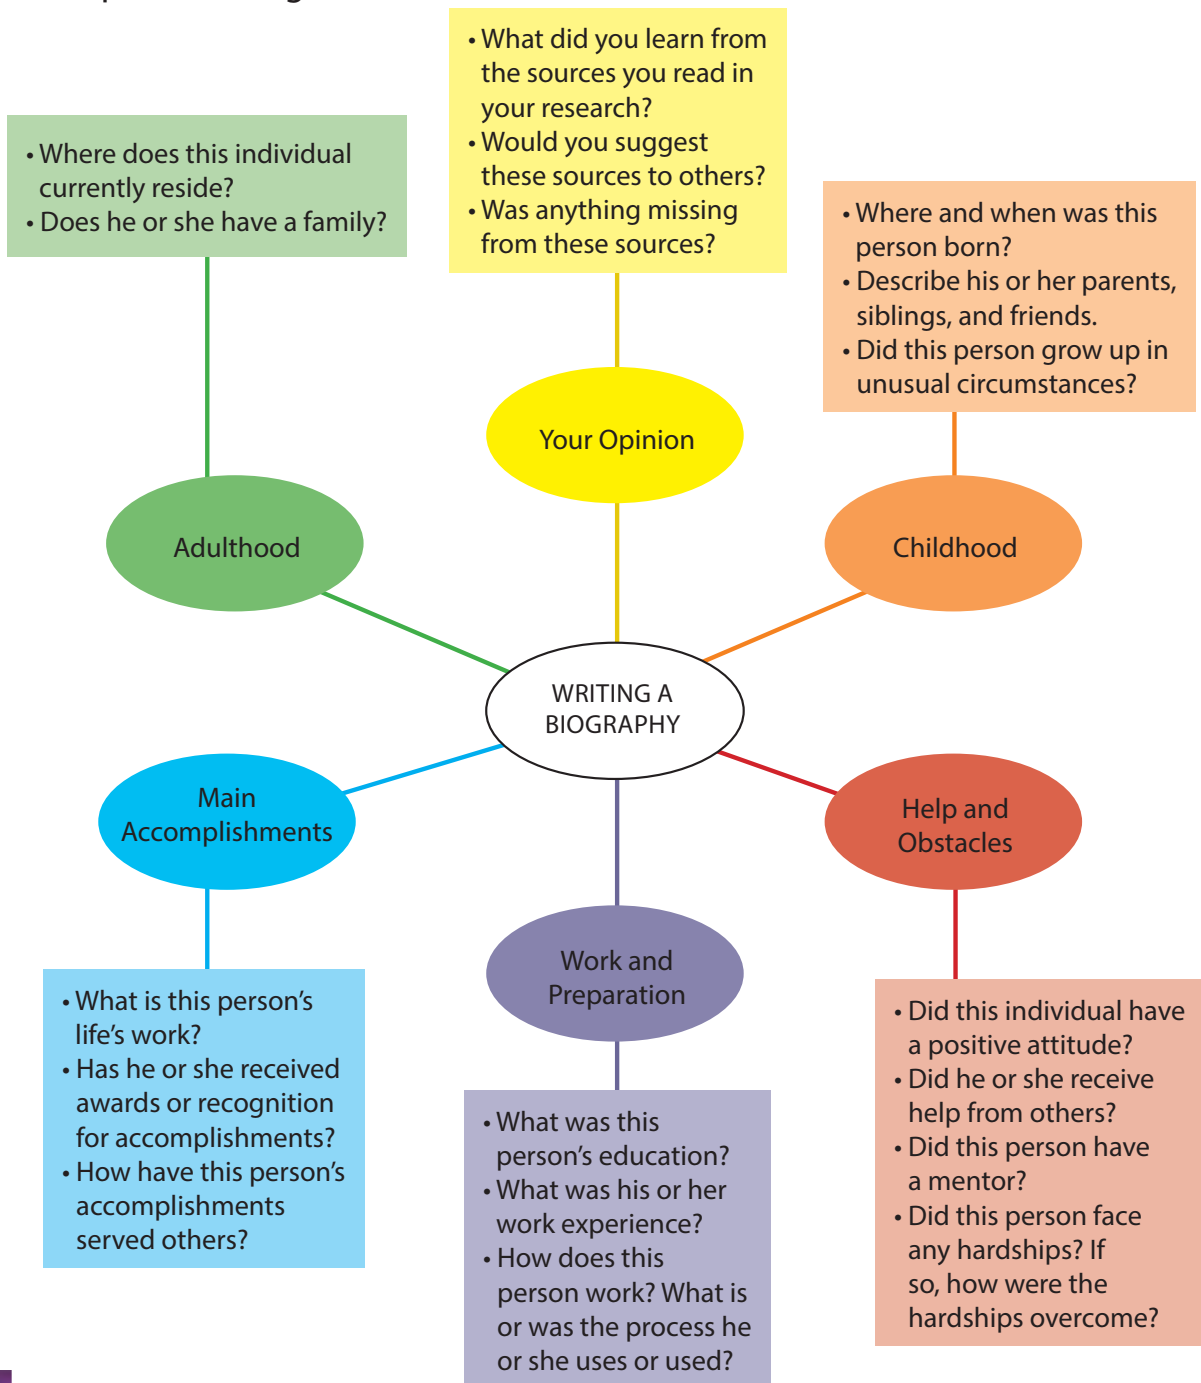 • What did you learn from
the sources you read in
your research?
• Would you suggest
these sources to others?
• Was anything missing
from these sources?
• Where does this individual
currently reside?
• Does he or she have a family?
• Where and when was this
person born?
• Describe his or her parents,
siblings, and friends.
• Did this person grow up in
unusual circumstances?
Your Opinion
Adulthood
Childhood
WRITING A
BIOGRAPHY
Main
Accomplishments
Help and
Obstacles
Work and
Preparation
• What is this person's
life's work?
• Has he or she received
awards or recognition
for accomplishments?
• How have this person's
accomplishments
served others?
• What was this
person's education?
• What was his or her
work experience?
• How does this
person work? What is
or was the process he
or she uses or used?
• Did this individual have
a positive attitude?
• Did he or she receive
help from others?
• Did this person have
a mentor?
• Did this person face
any hardships? If
so, how were the
hardships overcome?